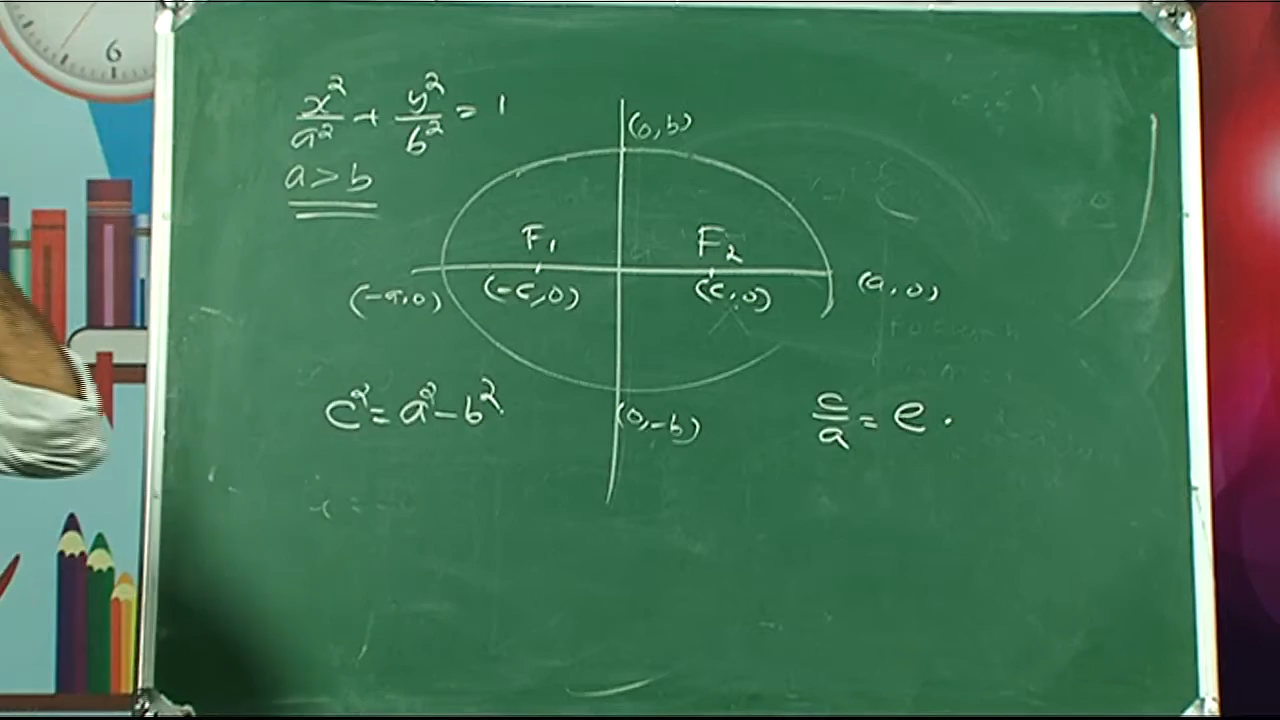 6
x²/a² + y²/b² = 1
a > b
(0, b)
F₁ F₂
(-a, 0) (-c, 0) (c, 0) (a, 0)
c² = a² - b²
c/a = e.
(0, -b)